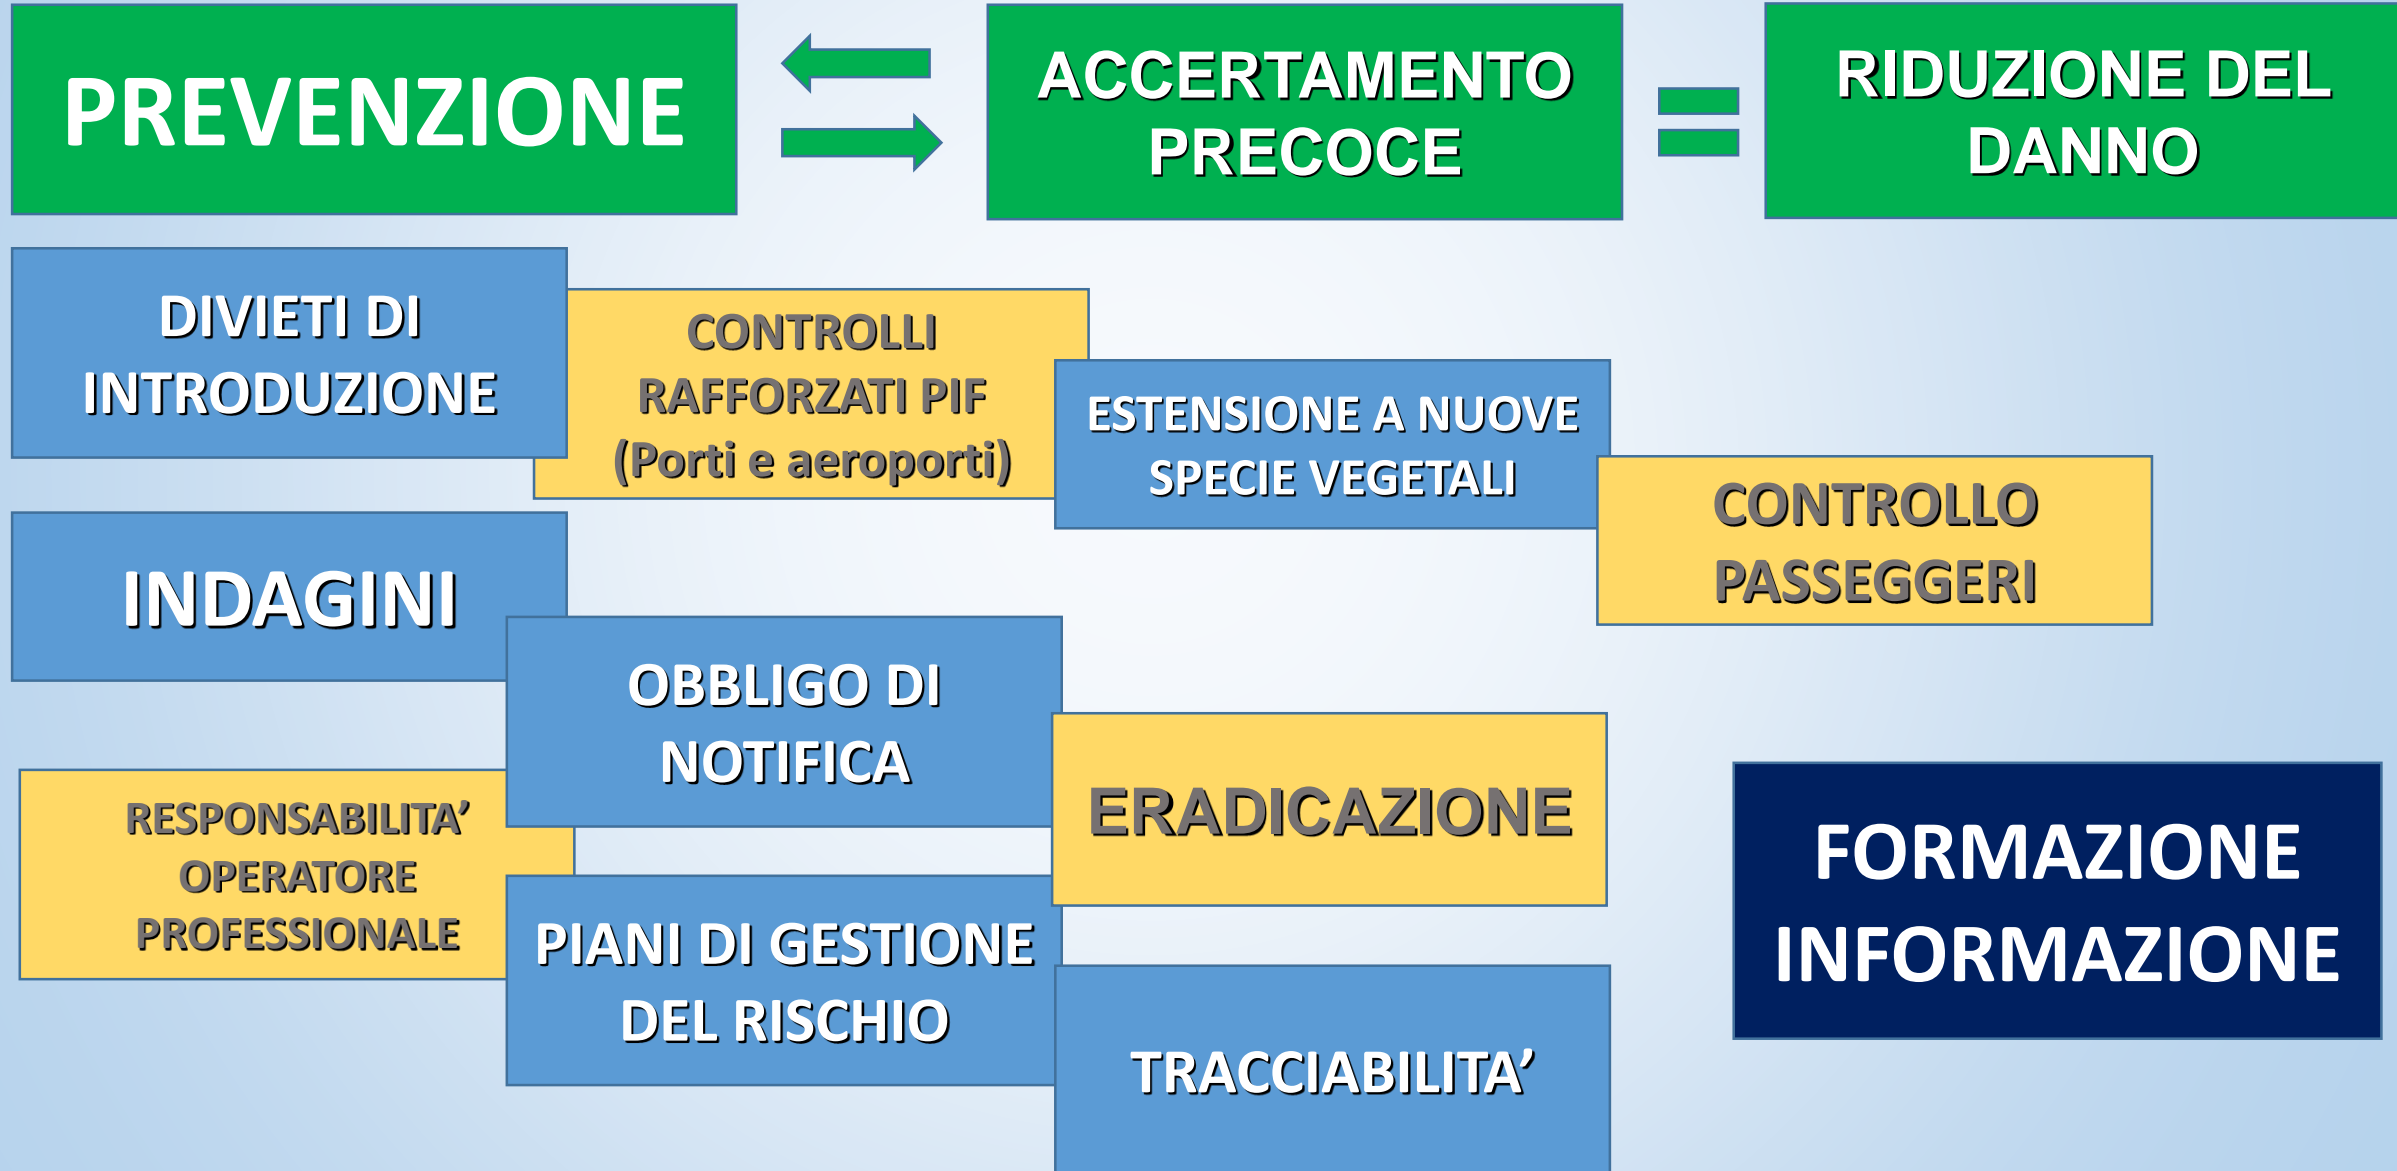 PREVENZIONE
ACCERTAMENTO
PRECOCE
RIDUZIONE DEL
DANNO
DIVIETI DI
INTRODUZIONE
CONTROLLI
RAFFORZATI PIF
(Porti e aeroporti)
ESTENSIONE A NUOVE
SPECIE VEGETALI
CONTROLLO
PASSEGGERI
INDAGINI
OBBLIGO DI
NOTIFICA
ERADICAZIONE
RESPONSABILITA’
OPERATORE
PROFESSIONALE
PIANI DI GESTIONE
DEL RISCHIO
TRACCIABILITA’
FORMAZIONE
INFORMAZIONE